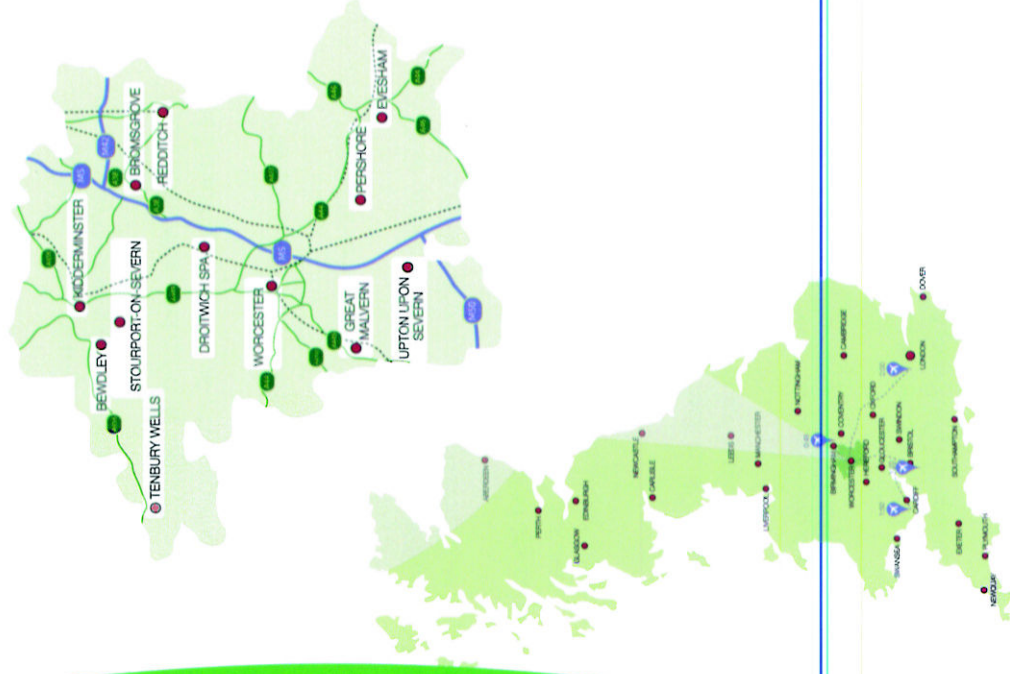 KIDDERMINSTER
BROMSGROVE
REDDITCH
BEWDLEY
STOURPORT-ON-SEVERN
DROITWICH SPA
TENBURY WELLS
WORCESTER
PERSHORE
EVESHAM
GREAT
MALVERN
UPTON UPON
SEVERN
M5
M42
M5
M50
ABERDEEN
PERTH
EDINBURGH
GLASGOW
NEWCASTLE
CARLISLE
LEEDS
MANCHESTER
LIVERPOOL
NOTTINGHAM
BIRMINGHAM
COVENTRY
CAMBRIDGE
WORCESTER
HEREFORD
OXFORD
GLOUCESTER
SWINDON
BRISTOL
LONDON
DOVER
CARDIFF
SWANSEA
SOUTHAMPTON
EXETER
PLYMOUTH
NEWQUAY